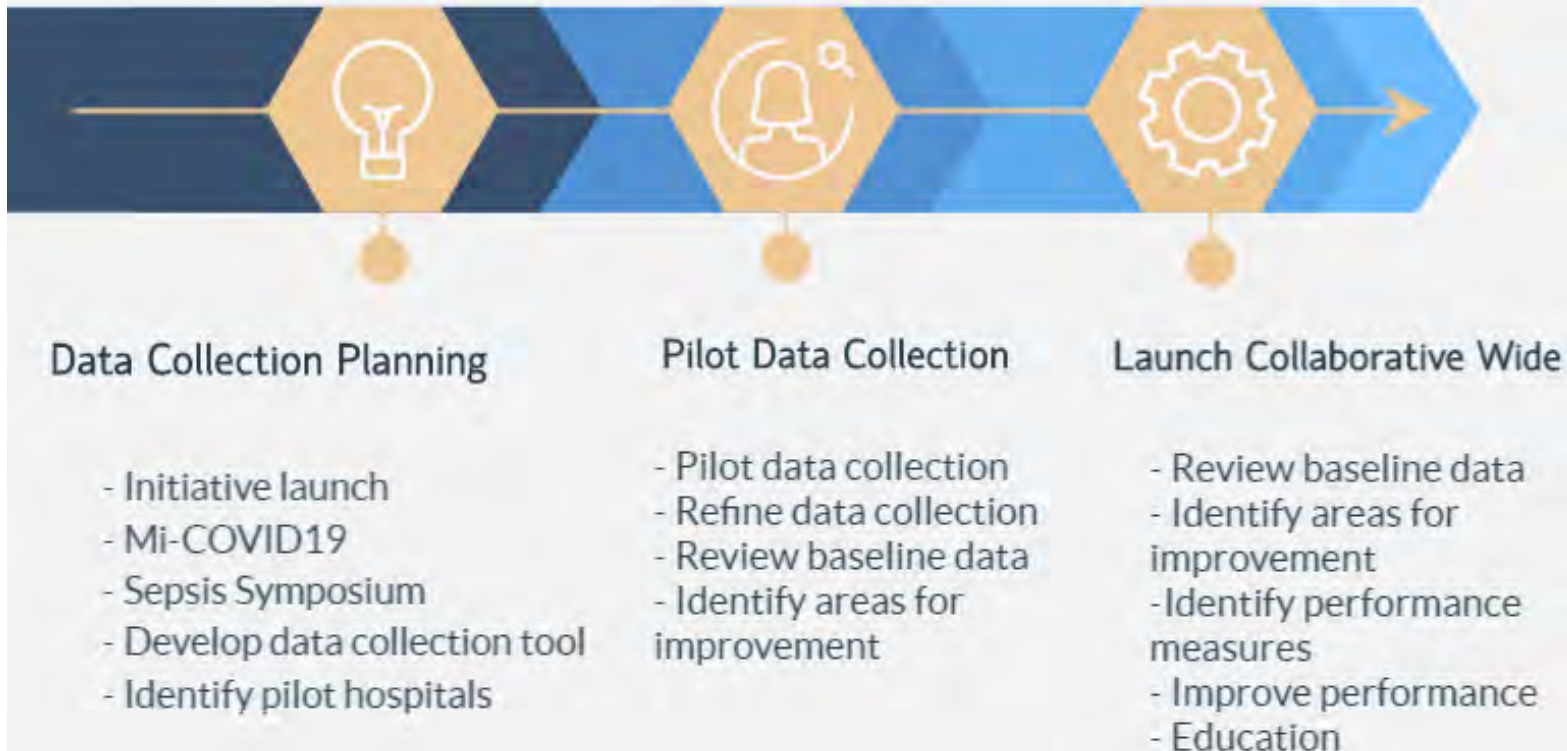 Data Collection Planning
- Initiative launch
- Mi-COVID19
- Sepsis Symposium
- Develop data collection tool
- Identify pilot hospitals
Pilot Data Collection
- Pilot data collection
- Refine data collection
- Review baseline data
- Identify areas for
improvement
Launch Collaborative Wide
- Review baseline data
- Identify areas for
improvement
-Identify performance
measures
- Improve performance
- Education